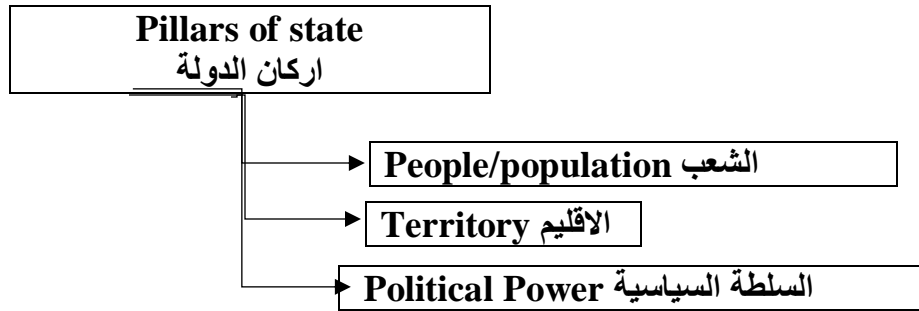 Pillars of state
اركان الدولة
People/population الشعب
Territory الاقليم
Political Power السلطة السياسية